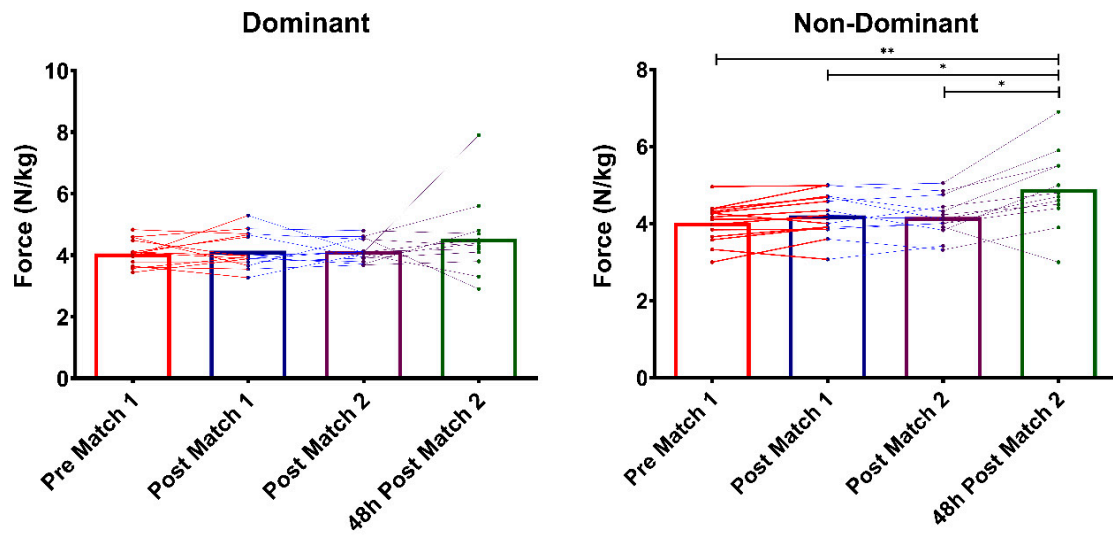 Dominant
Force (N/kg)
10
8
6
4
2
0
Pre Match 1
Post Match 1
Post Match 2
48h Post Match 2
Non-Dominant
**
*
*
Force (N/kg)
8
6
4
2
0
Pre Match 1
Post Match 1
Post Match 2
48h Post Match 2